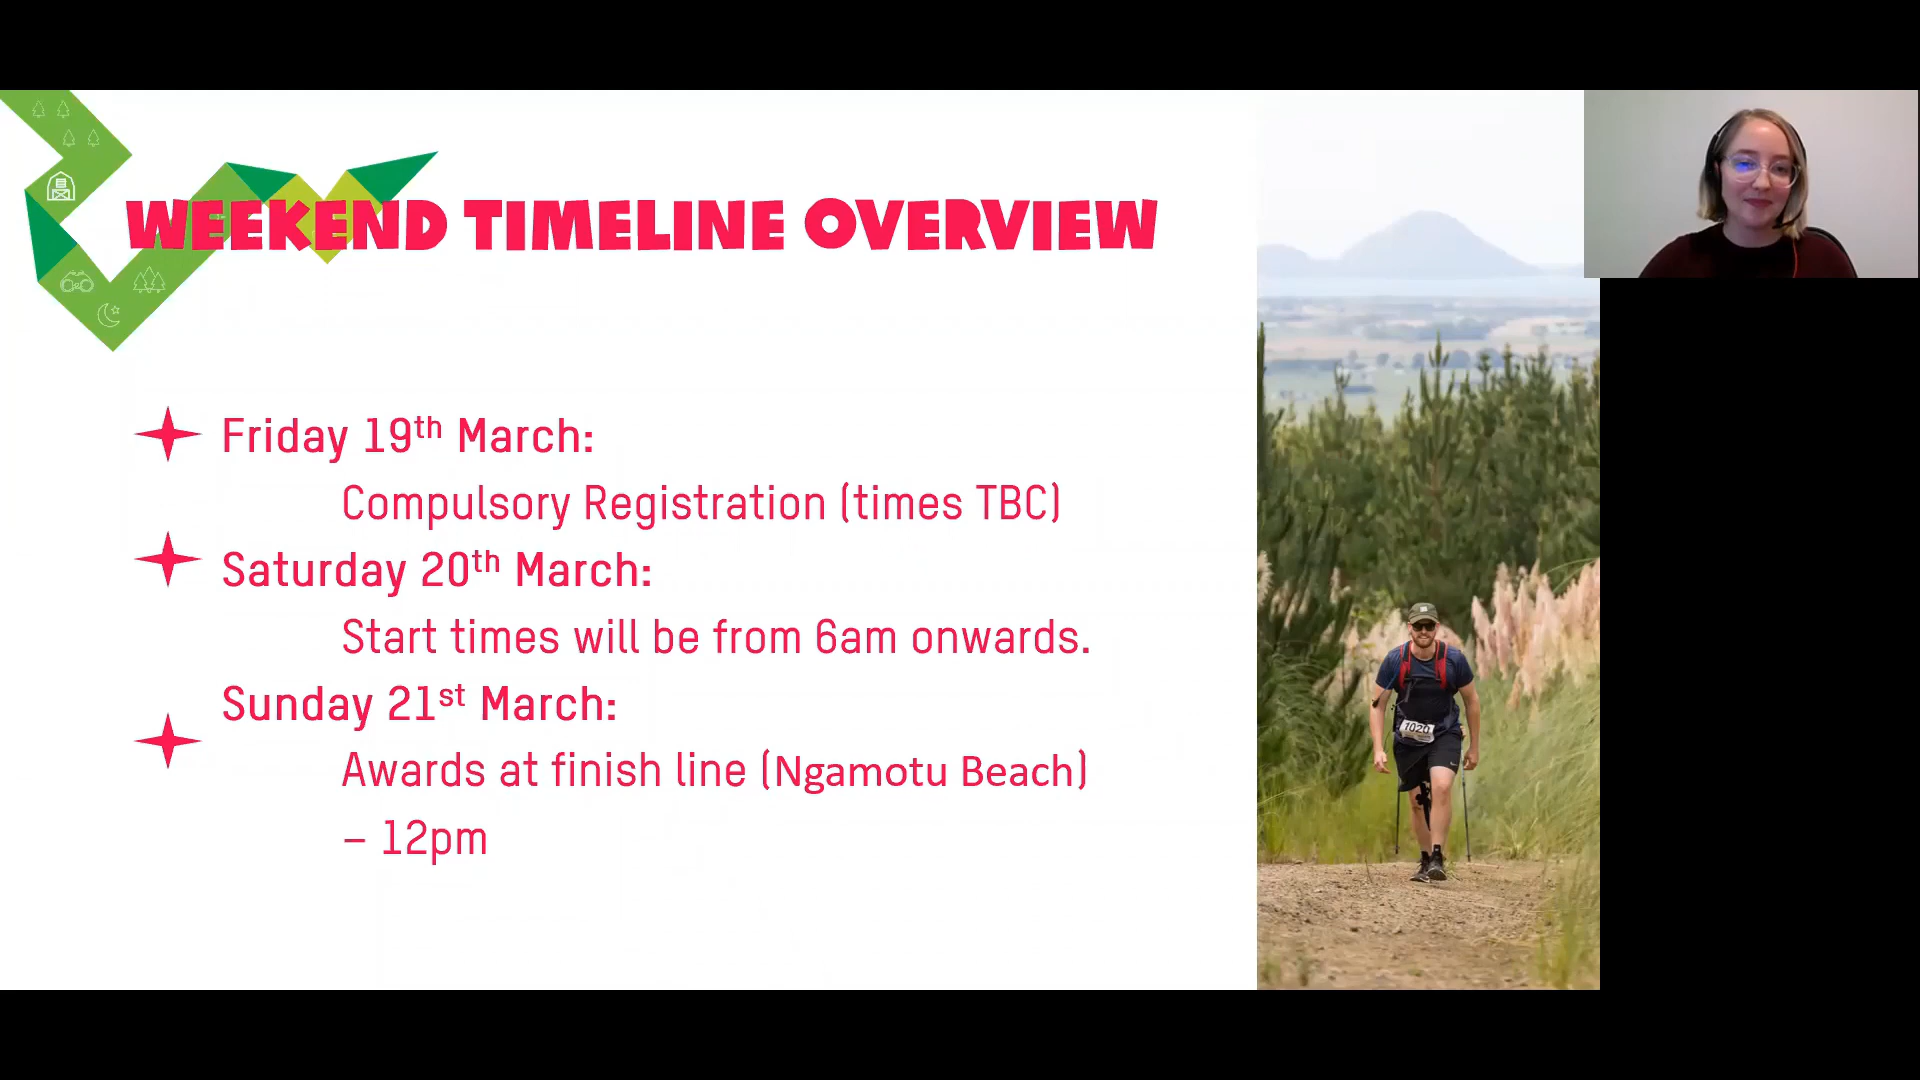 WEEKEND TIMELINE OVERVIEW
Friday 19th March:
Compulsory Registration (times TBC)
Saturday 20th March:
Start times will be from 6am onwards.
Sunday 21st March:
Awards at finish line (Ngamotu Beach)
– 12pm
1020